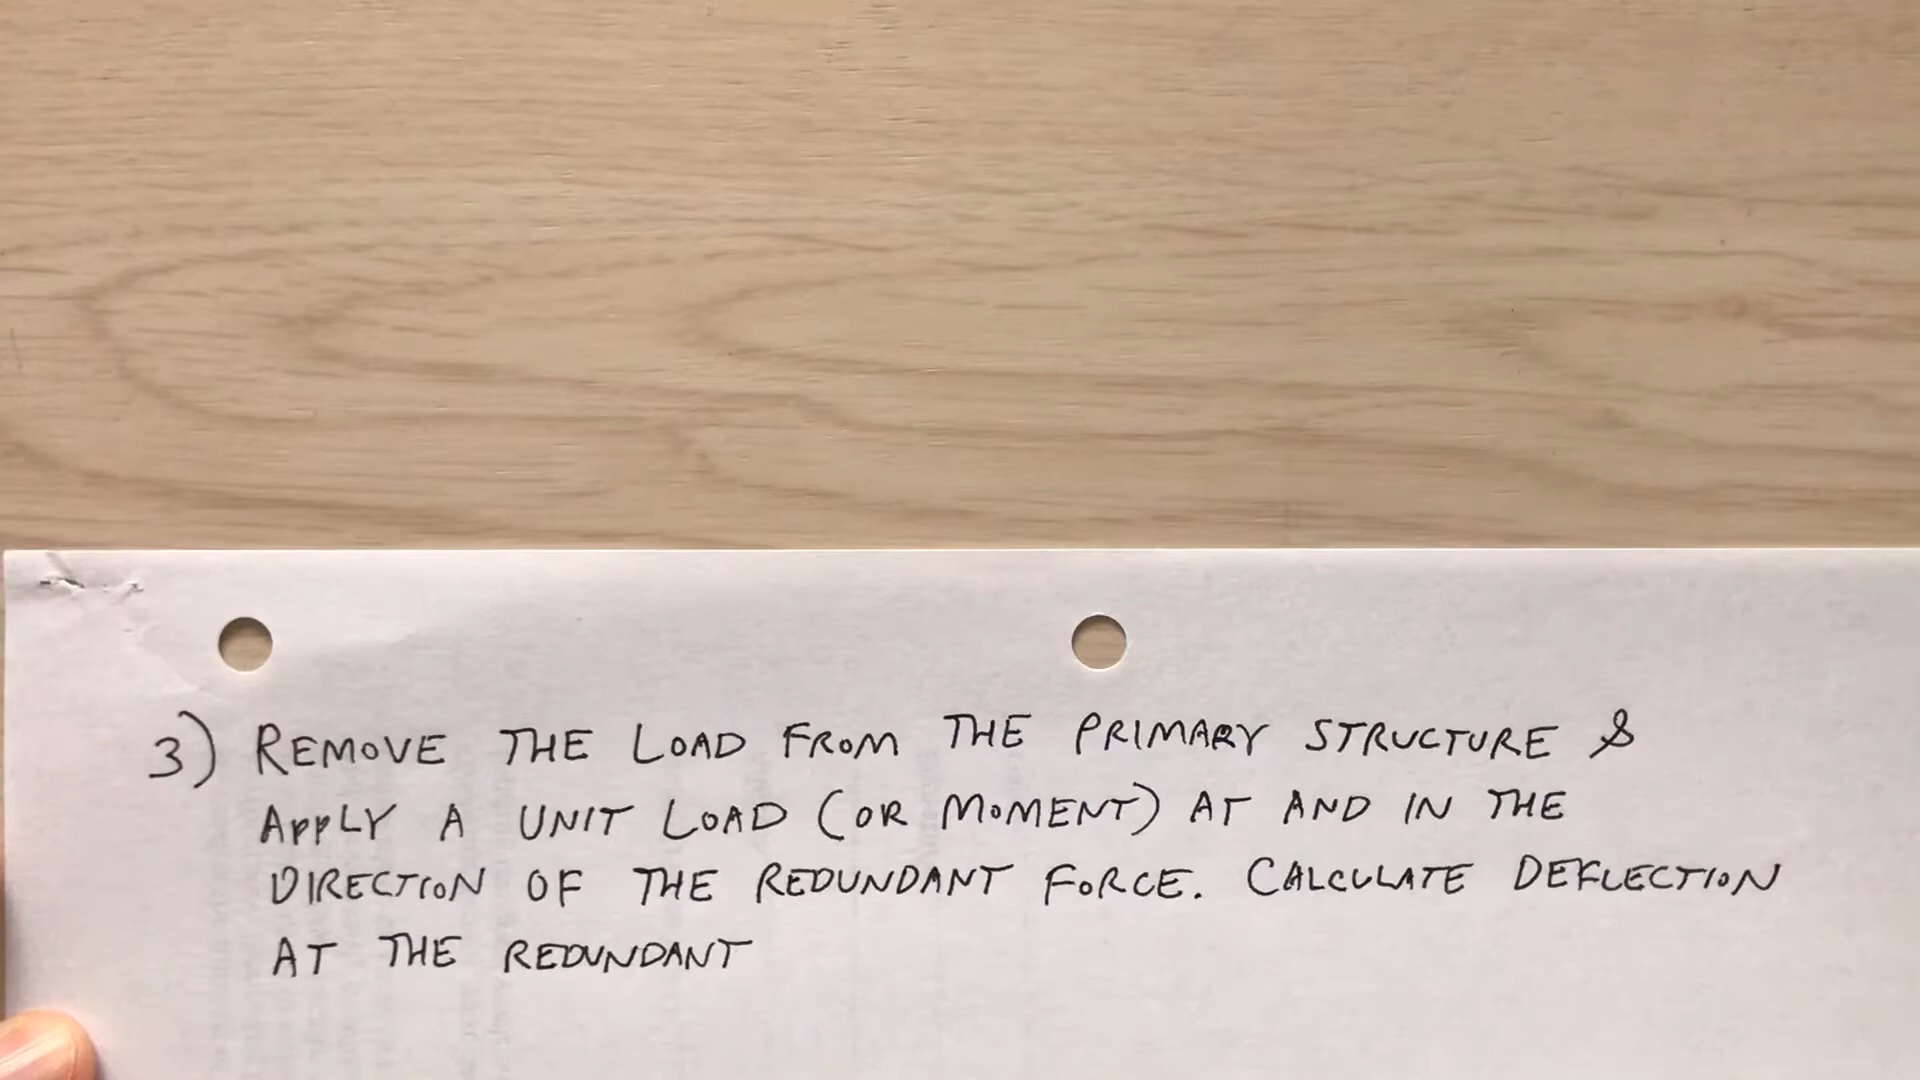 3) REMOVE THE LOAD FROM THE PRIMARY STRUCTURE &
APPLY A UNIT LOAD (OR MOMENT) AT AND IN THE
DIRECTION OF THE REDUNDANT FORCE. CALCULATE DEFLECTION
AT THE REDUNDANT